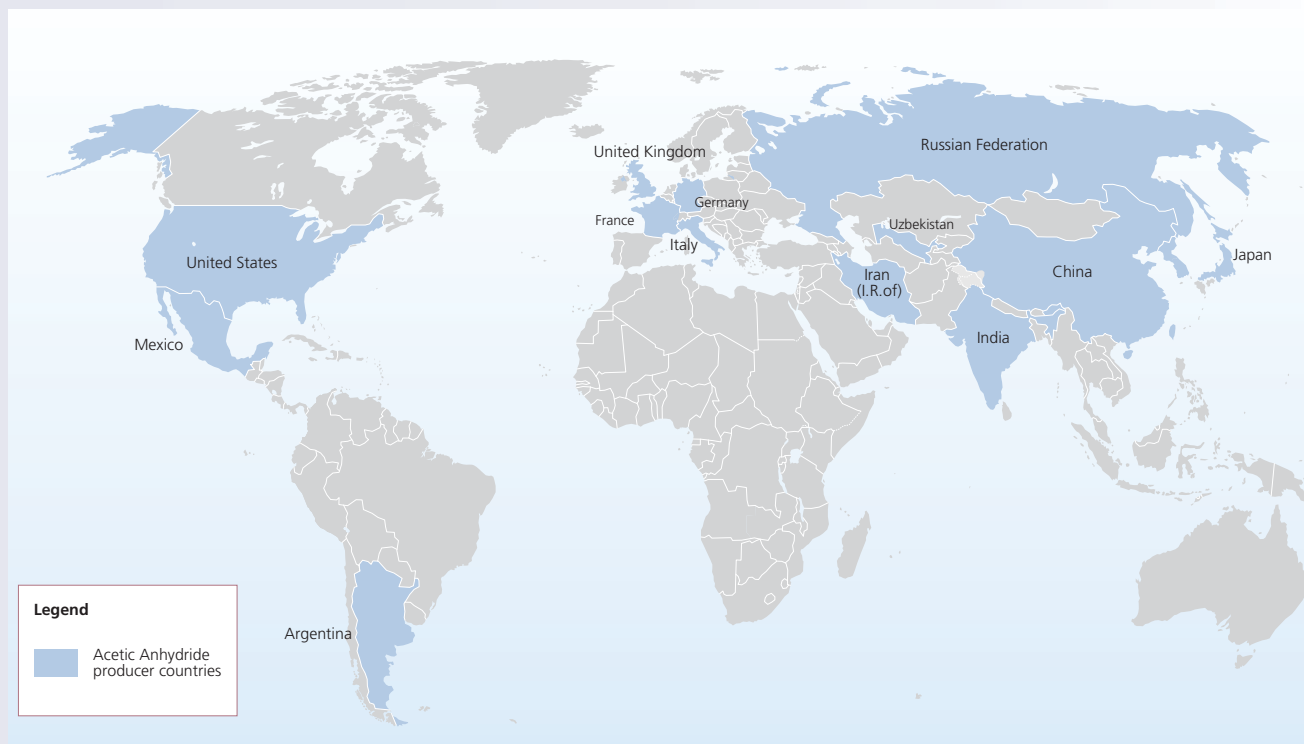 United Kingdom
Russian Federation
Germany
France
Uzbekistan
Italy
Japan
United States
China
Iran
(I.R.of)
India
Mexico
Argentina
Legend
Acetic Anhydride
producer countries